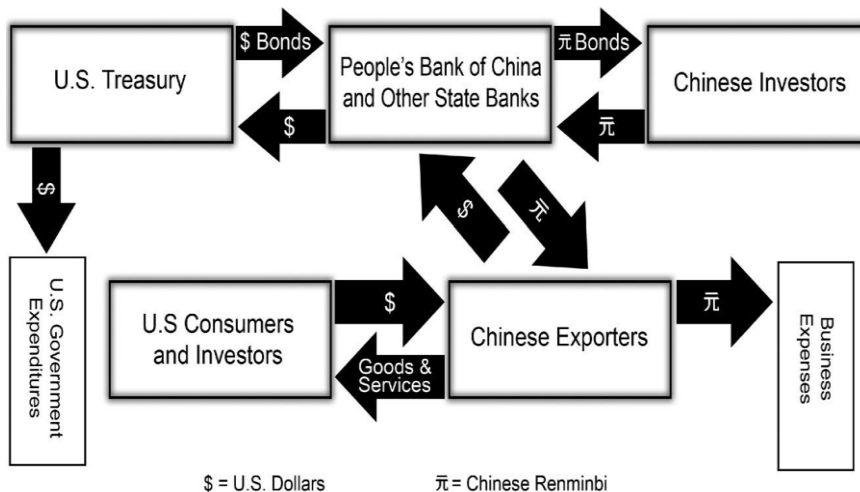 $ Bonds
元 Bonds
U.S. Treasury
People's Bank of China
and Other State Banks
Chinese Investors
$
元
$
$
元
U.S. Government
Expenditures
U.S Consumers
and Investors
$
Goods &
Services
Chinese Exporters
元
Business
Expenses
$ = U.S. Dollars
元= Chinese Renminbi